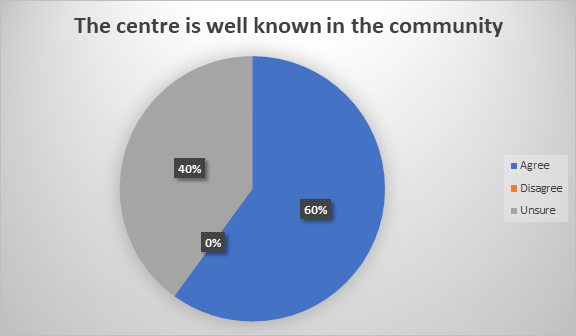 The centre is well known in the community
40%
60%
0%
Agree
Disagree
Unsure